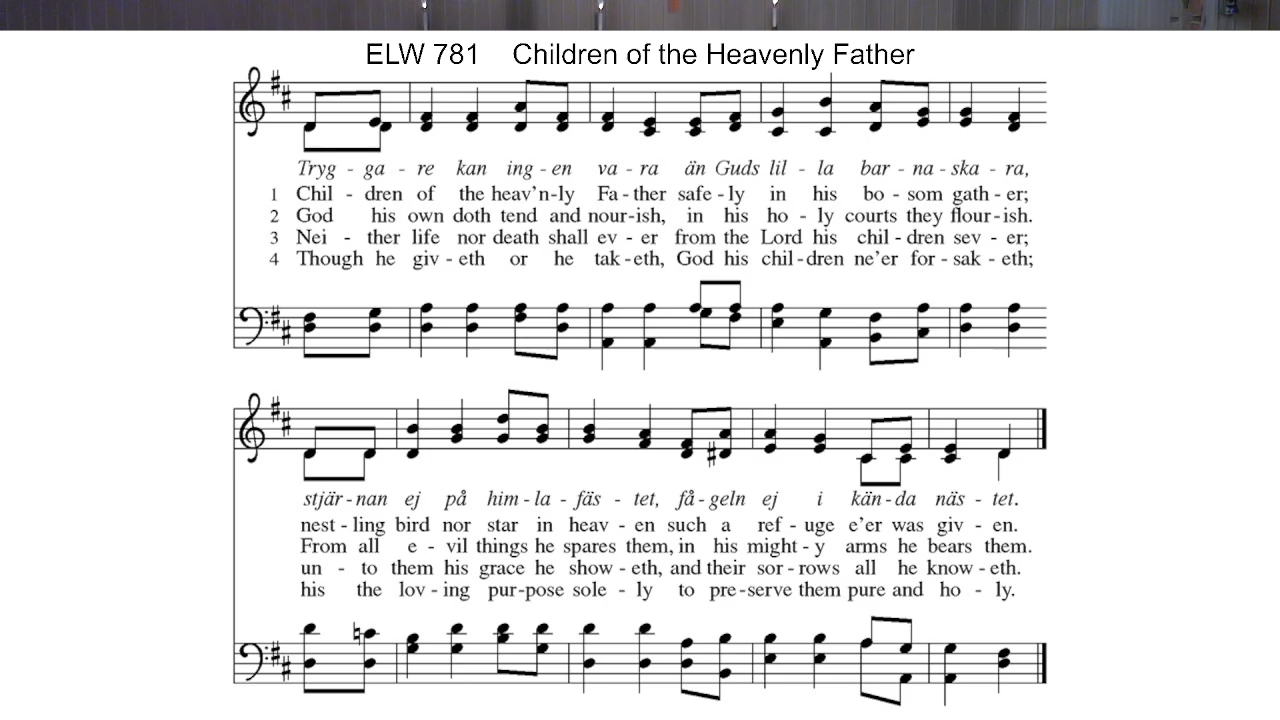 ELW 781 Children of the Heavenly Father
Tryg - ga - re kan ing - en va - ra än Guds lil - la bar - na - ska - ra,
1 Chil - dren of the heav'n-ly Fa - ther safe - ly in his bo - som gath - er;
2 God his own doth tend and nour-ish, in his ho - ly courts they flour-ish.
3 Nei - ther life nor death shall ev - er from the Lord his chil - dren sev - er;
4 Though he giv - eth or he tak - eth, God his chil - dren ne'er for - sak - eth;
stjär - nan ej på him - la - fäs - tet, få - geln ej i kän - da näs - tet.
nest - ling bird nor star in heav - en such a ref - uge e'er was giv - en.
From all e - vil things he spares them, in his might - y arms he bears them.
un - to them his grace he show - eth, and their sor - rows all he know - eth.
his the lov - ing pur - pose sole - ly to pre - serve them pure and ho - ly.